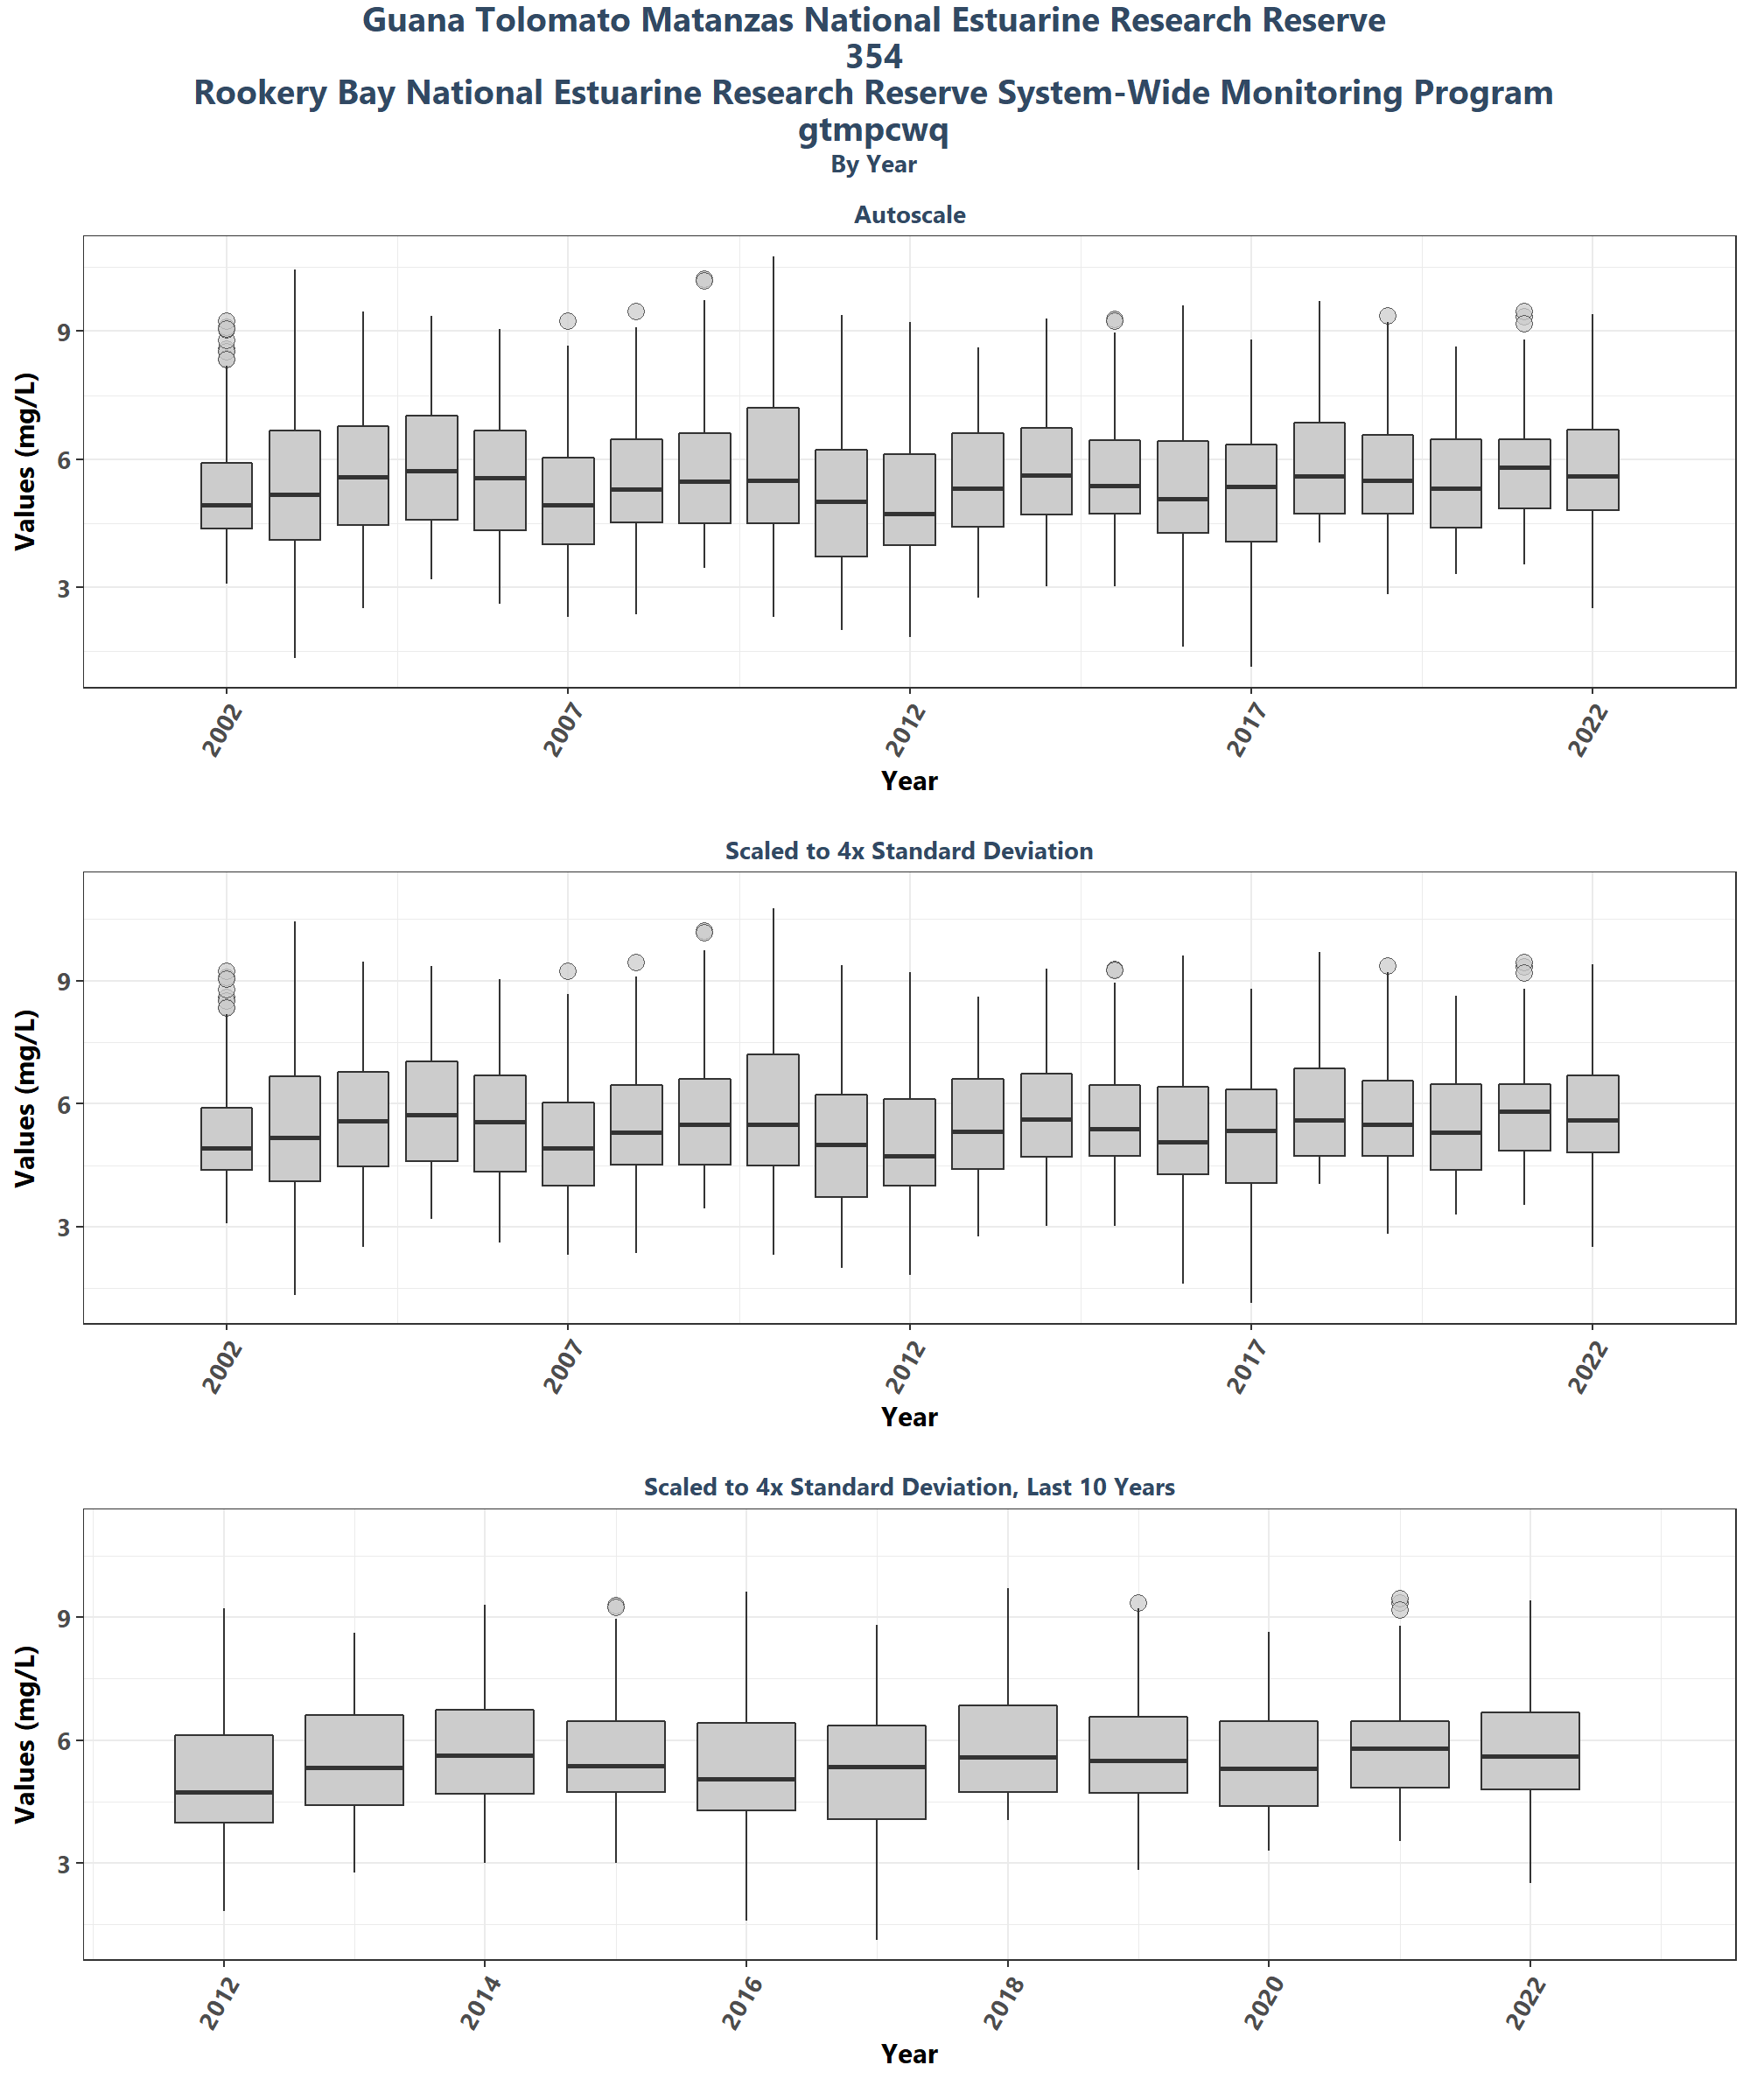 Guana Tolomato Matanzas National Estuarine Research Reserve
354
Rookery Bay National Estuarine Research Reserve System-Wide Monitoring Program
gtmpcwq
By Year
Autoscale
Values (mg/L)
9
6
3
2002 2007 2012 2017 2022
Year
Scaled to 4x Standard Deviation
Values (mg/L)
9
6
3
2002 2007 2012 2017 2022
Year
Scaled to 4x Standard Deviation, Last 10 Years
Values (mg/L)
9
6
3
2012 2014 2016 2018 2020 2022
Year